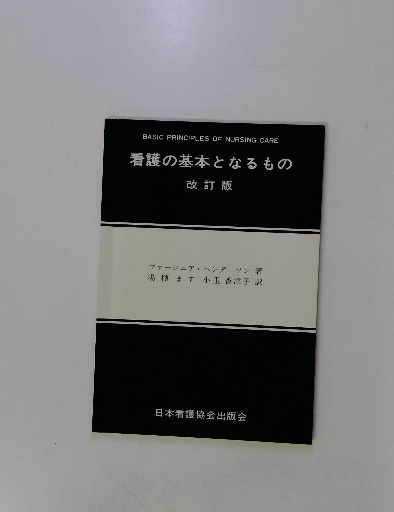 BASIC PRINCIPLES OF NURSING CARE
看護の基本となるもの
改訂版
ヴァージニア・ヘンダーソン 著
湯槇 ます 小玉 香津子 訳
日本看護協会出版会